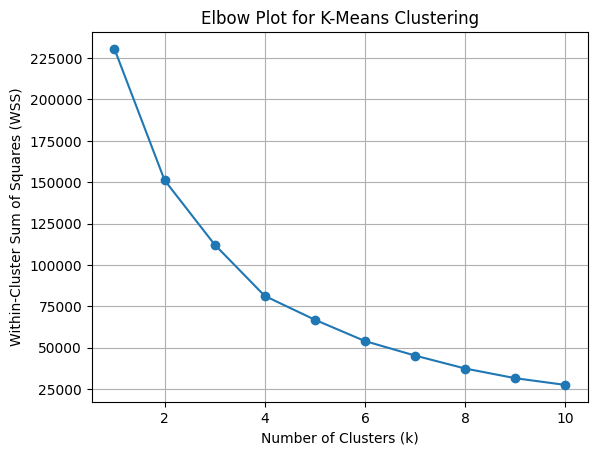 Elbow Plot for K-Means Clustering
Within-Cluster Sum of Squares (WSS)
225000
200000
175000
150000
125000
100000
75000
50000
25000
2 4 6 8 10
Number of Clusters (k)